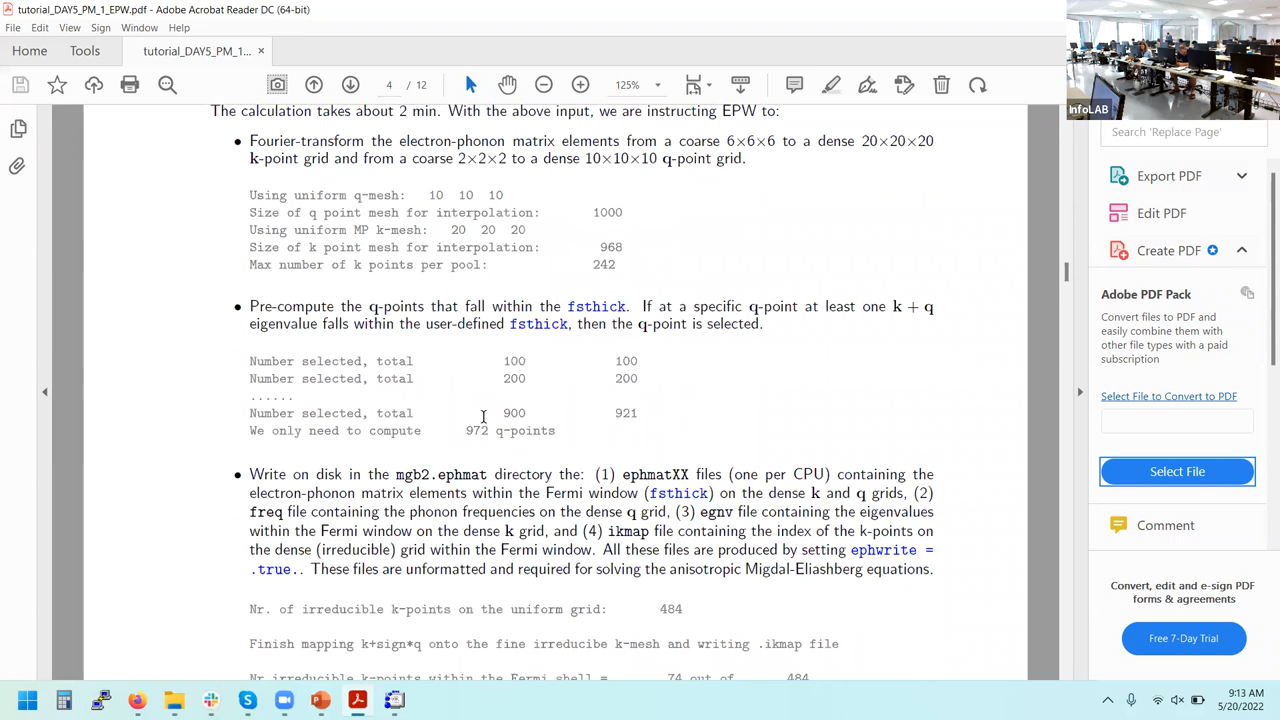 tutorial_DAY5_PM_1_EPW.pdf - Adobe Acrobat Reader DC (64-bit)
File Edit View Sign Window Help
Home Tools tutorial_DAY5_PM_1_... ×
4 / 12 125%
InfoLAB
The calculation takes about 2 min. With the above input, we are instructing EPW to:
• Fourier-transform the electron-phonon matrix elements from a coarse 6×6×6 to a dense 20×20×20
k-point grid and from a coarse 2×2×2 to a dense 10×10×10 q-point grid.
Using uniform q-mesh: 10 10 10
Size of q point mesh for interpolation: 1000
Using uniform MP k-mesh: 20 20 20
Size of k point mesh for interpolation: 968
Max number of k points per pool: 242
• Pre-compute the q-points that fall within the fsthick. If at a specific q-point at least one k + q
eigenvalue falls within the user-defined fsthick, then the q-point is selected.
Number selected, total 100 100
Number selected, total 200 200
......
Number selected, total 900 921
We only need to compute 972 q-points
• Write on disk in the mgb2.ephmat directory the: (1) ephmatXX files (one per CPU) containing the
electron-phonon matrix elements within the Fermi window (fsthick) on the dense k and q grids, (2)
freq file containing the phonon frequencies on the dense q grid, (3) egnv file containing the eigenvalues
within the Fermi window on the dense k grid, and (4) ikmap file containing the index of the k-points on
the dense (irreducible) grid within the Fermi window. All these files are produced by setting ephwrite =
.true.. These files are unformatted and required for solving the anisotropic Migdal-Eliashberg equations.
Nr. of irreducible k-points on the uniform grid: 484
Finish mapping k+sign*q onto the fine irreducibe k-mesh and writing .ikmap file
Nr irreducible k-points within the Fermi shell = 74 out of 484
Search 'Replace Page'
Export PDF
Edit PDF
Create PDF
Adobe PDF Pack
Convert files to PDF and
easily combine them with
other file types with a paid
subscription
Select File to Convert to PDF
Select File
Comment
Convert, edit and e-sign PDF
forms & agreements
Free 7-Day Trial
9:13 AM
5/20/2022